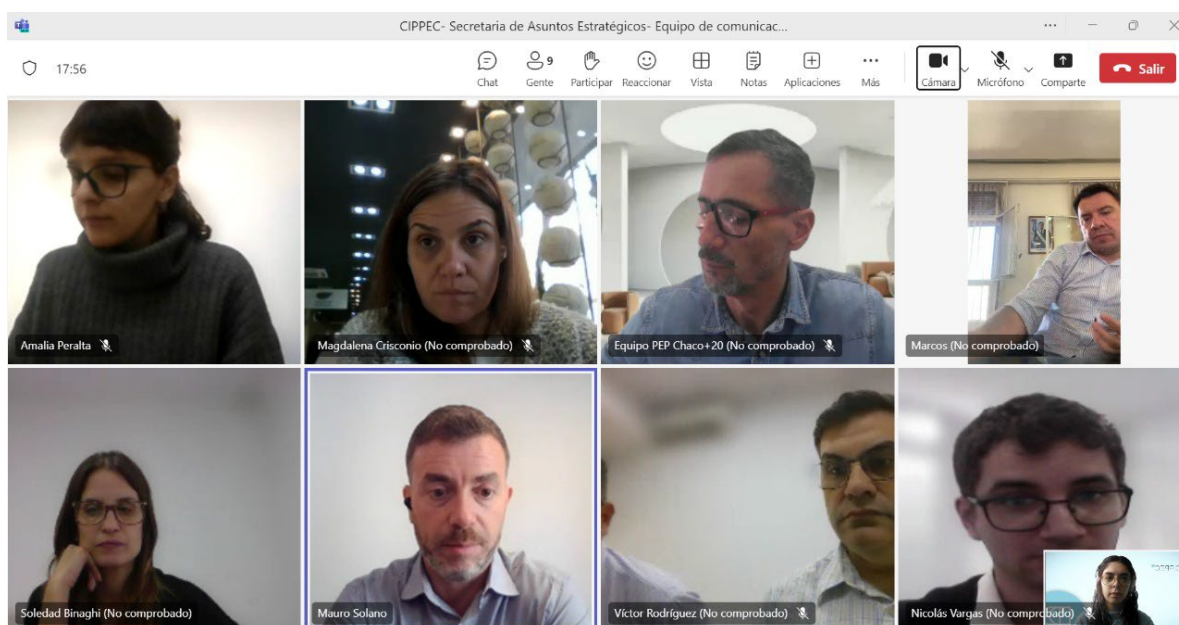 CIPPEC- Secretaria de Asuntos Estratégicos- Equipo de comunicac...
17:56
Chat
Gente 9
Participar
Reaccionar
Vista
Notas
Aplicaciones
Más
Cámara
Micrófono
Comparte
Salir
Amalia Peralta
Magdalena Crisconio (No comprobado)
Equipo PEP Chaco+20 (No comprobado)
Marcos (No comprobado)
Soledad Binaghi (No comprobado)
Mauro Solano
Víctor Rodríguez (No comprobado)
Nicolás Vargas (No comprobado)